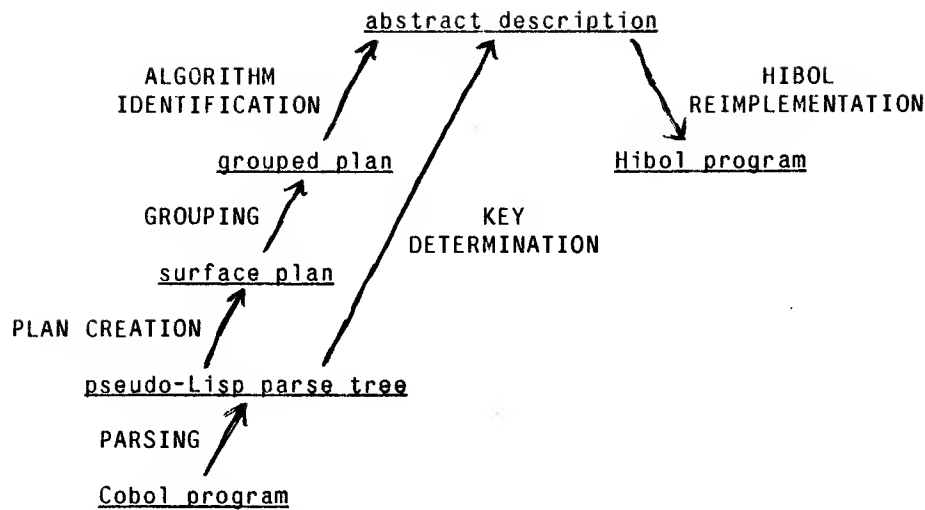 abstract description
ALGORITHM
IDENTIFICATION
HIBOL
REIMPLEMENTATION
grouped plan
Hibol program
GROUPING
KEY
DETERMINATION
surface plan
PLAN CREATION
pseudo-Lisp parse tree
PARSING
Cobol program